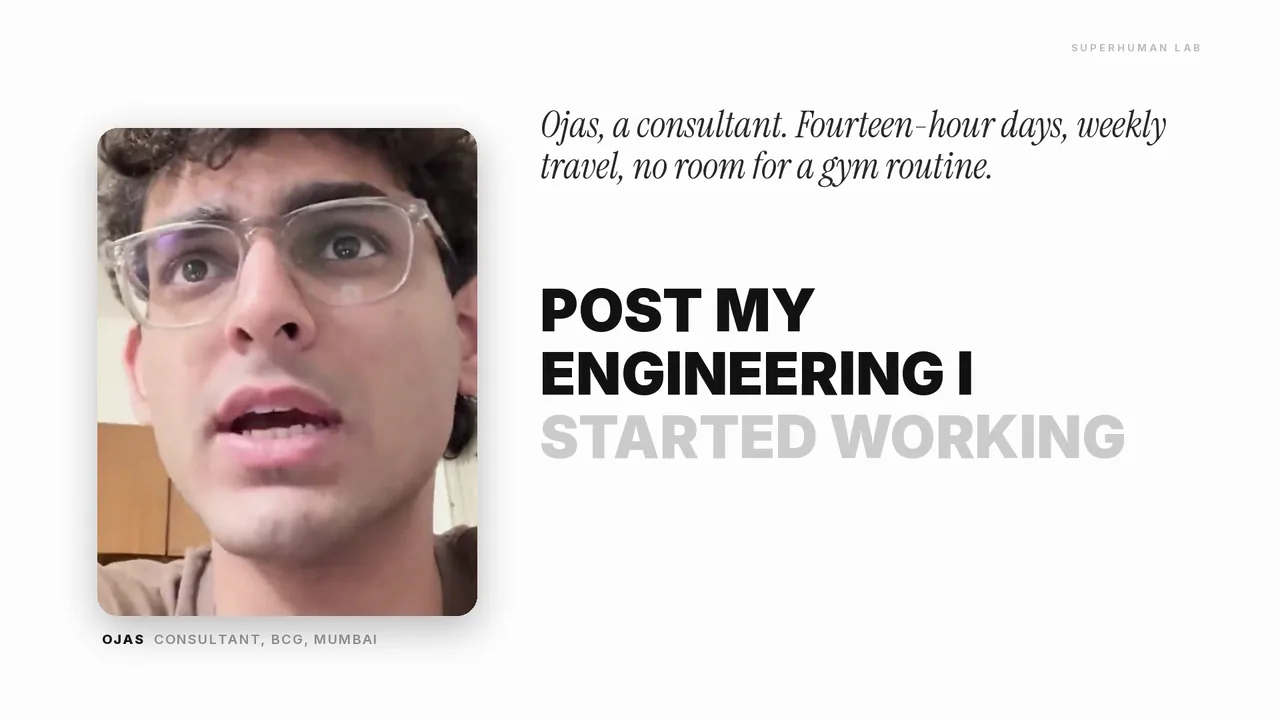 SUPERHUMAN LAB
Ojas, a consultant. Fourteen-hour days, weekly
travel, no room for a gym routine.
POST MY
ENGINEERING I
STARTED WORKING
OJAS CONSULTANT, BCG, MUMBAI